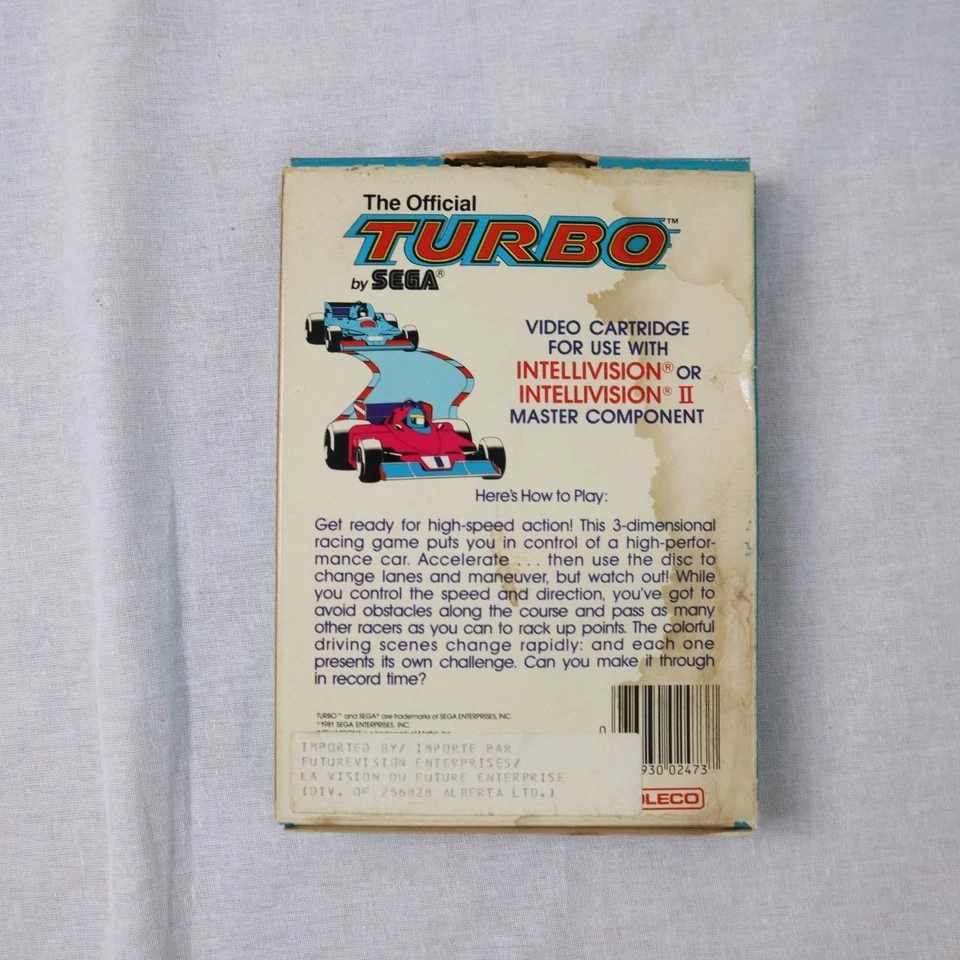 The Official
TURBO™
by SEGA®
VIDEO CARTRIDGE
FOR USE WITH
INTELLIVISION® OR
INTELLIVISION® II
MASTER COMPONENT
Here's How to Play:
Get ready for high-speed action! This 3-dimensional
racing game puts you in control of a high-perfor-
mance car. Accelerate . . . then use the disc to
change lanes and maneuver, but watch out! While
you control the speed and direction, you've got to
avoid obstacles along the course and pass as many
other racers as you can to rack up points. The colorful
driving scenes change rapidly: and each one
presents its own challenge. Can you make it through
in record time?
TURBO™ and SEGA® are trademarks of SEGA ENTERPRISES, INC.
©1981 SEGA ENTERPRISES, INC.
IMPORTED BY/ IMPORTE PAR
FUTUREVISION ENTERPRISES/
LA VISION DU FUTURE ENTERPRISE
(DIV. OF 256828 ALBERTA LTD.)
0
930 02473
OLECO